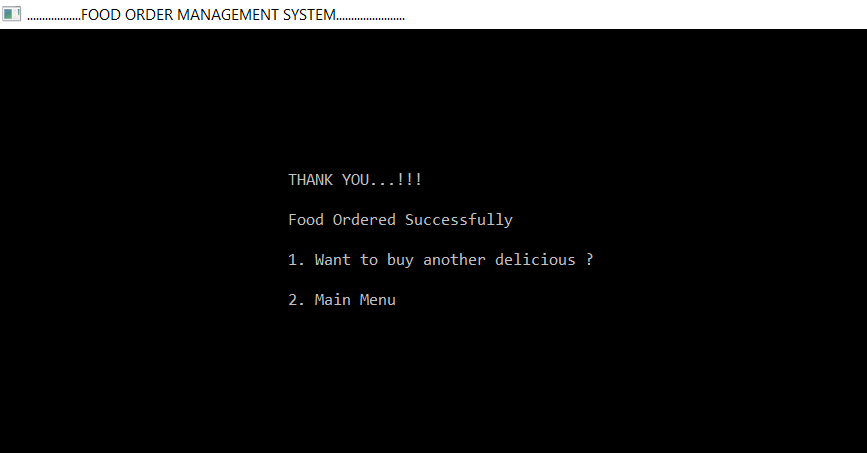 ..................FOOD ORDER MANAGEMENT SYSTEM.......................
THANK YOU...!!!
Food Ordered Successfully
1. Want to buy another delicious ?
2. Main Menu